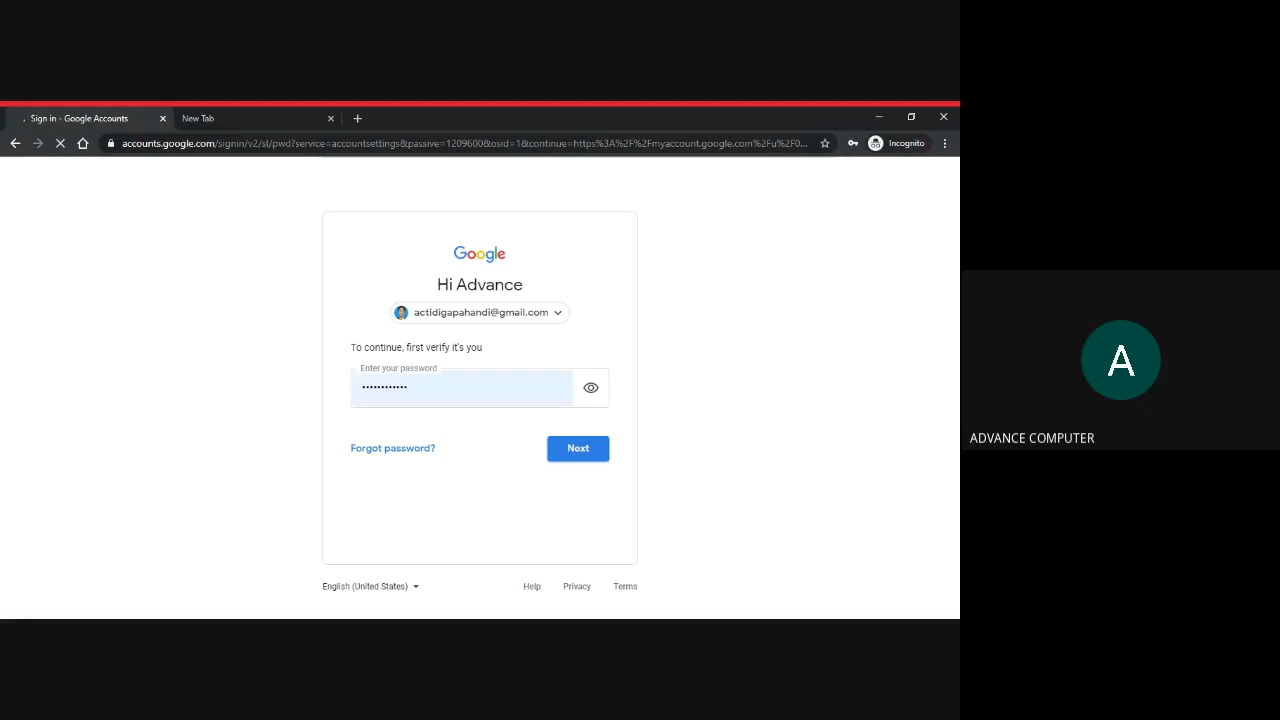 Sign in - Google Accounts
New Tab
accounts.google.com/signin/v2/sl/pwd?service=accountsettings&passive=1209600&osid=1&continue=https%3A%2F%2Fmyaccount.google.com%2Fu%2F0...
Incognito
Google
Hi Advance
actidigapahandi@gmail.com
To continue, first verify it's you
Enter your password
••••••••••••
Forgot password?
Next
English (United States)
Help
Privacy
Terms
A
ADVANCE COMPUTER